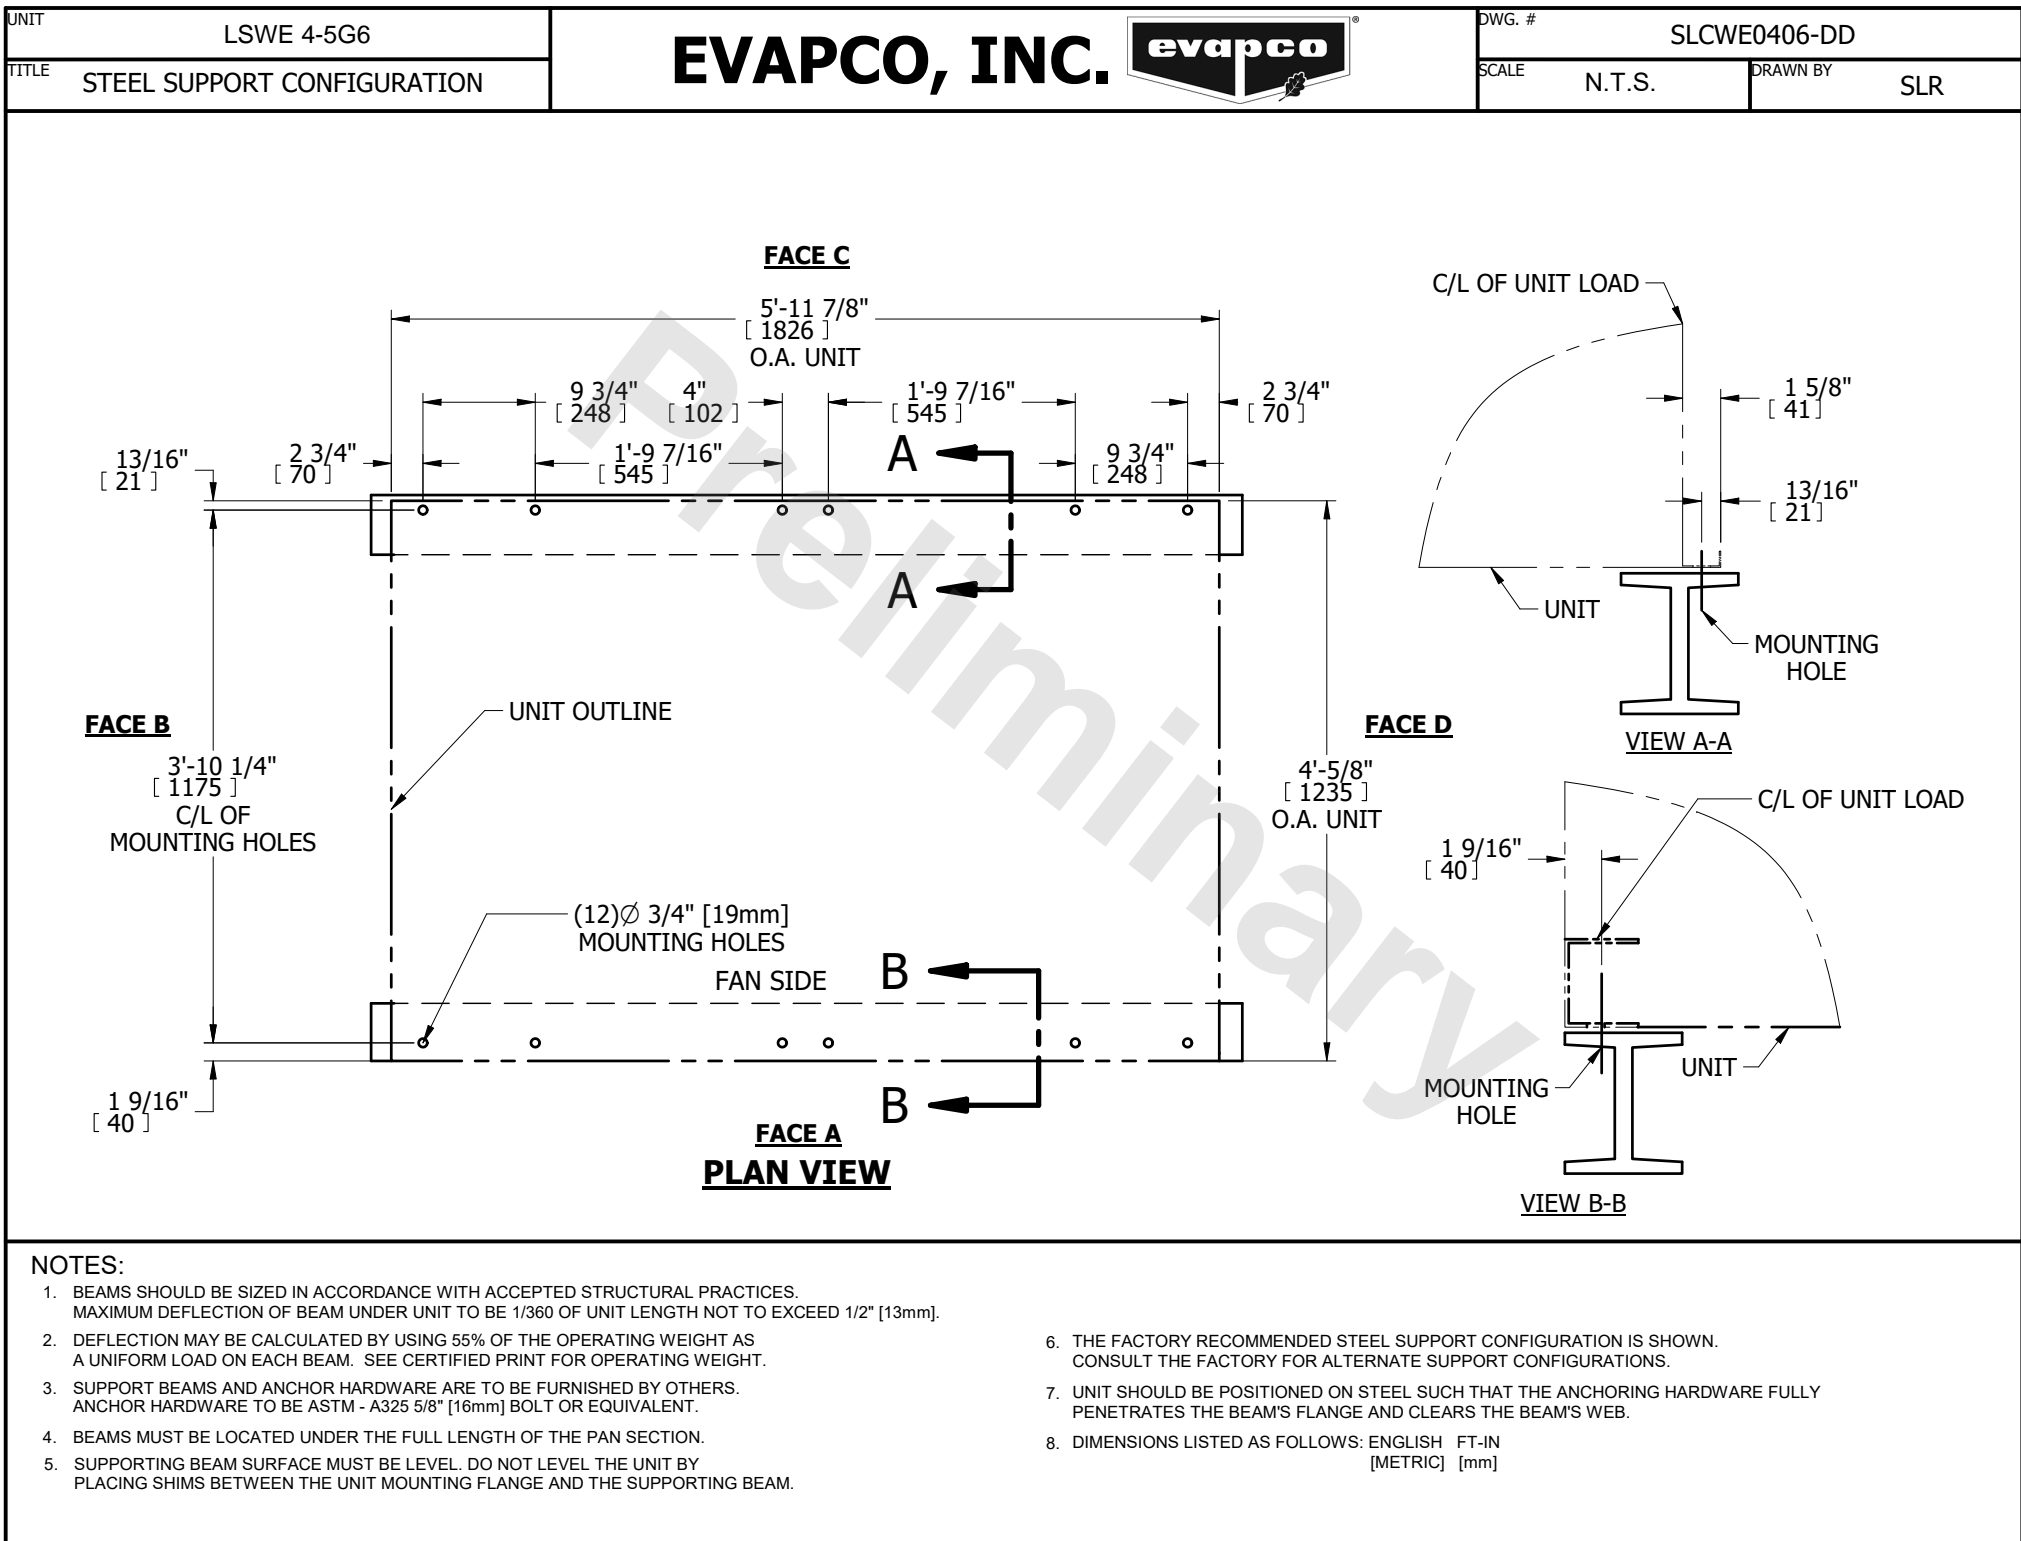 UNIT
LSWE 4-5G6
TITLE
STEEL SUPPORT CONFIGURATION
EVAPCO, INC.
evapco
®
DWG. #
SLCWE0406-DD
SCALE
N.T.S.
DRAWN BY
SLR
FACE C
5'-11 7/8"
[ 1826 ]
O.A. UNIT
9 3/4"
[ 248 ]
4"
[ 102 ]
1'-9 7/16"
[ 545 ]
2 3/4"
[ 70 ]
13/16"
[ 21 ]
2 3/4"
[ 70 ]
1'-9 7/16"
[ 545 ]
A
9 3/4"
[ 248 ]
A
UNIT OUTLINE
FACE B
3'-10 1/4"
[ 1175 ]
C/L OF
MOUNTING HOLES
FACE D
4'-5/8"
[ 1235 ]
O.A. UNIT
(12)Ø 3/4" [19mm]
MOUNTING HOLES
FAN SIDE
B
B
1 9/16"
[ 40 ]
FACE A
PLAN VIEW
Preliminary
C/L OF UNIT LOAD
1 5/8"
[ 41 ]
13/16"
[ 21 ]
UNIT
MOUNTING
HOLE
VIEW A-A
C/L OF UNIT LOAD
1 9/16"
[ 40 ]
UNIT
MOUNTING
HOLE
VIEW B-B
NOTES:
1. BEAMS SHOULD BE SIZED IN ACCORDANCE WITH ACCEPTED STRUCTURAL PRACTICES.
MAXIMUM DEFLECTION OF BEAM UNDER UNIT TO BE 1/360 OF UNIT LENGTH NOT TO EXCEED 1/2" [13mm].
2. DEFLECTION MAY BE CALCULATED BY USING 55% OF THE OPERATING WEIGHT AS
A UNIFORM LOAD ON EACH BEAM. SEE CERTIFIED PRINT FOR OPERATING WEIGHT.
3. SUPPORT BEAMS AND ANCHOR HARDWARE ARE TO BE FURNISHED BY OTHERS.
ANCHOR HARDWARE TO BE ASTM - A325 5/8" [16mm] BOLT OR EQUIVALENT.
4. BEAMS MUST BE LOCATED UNDER THE FULL LENGTH OF THE PAN SECTION.
5. SUPPORTING BEAM SURFACE MUST BE LEVEL. DO NOT LEVEL THE UNIT BY
PLACING SHIMS BETWEEN THE UNIT MOUNTING FLANGE AND THE SUPPORTING BEAM.
6. THE FACTORY RECOMMENDED STEEL SUPPORT CONFIGURATION IS SHOWN.
CONSULT THE FACTORY FOR ALTERNATE SUPPORT CONFIGURATIONS.
7. UNIT SHOULD BE POSITIONED ON STEEL SUCH THAT THE ANCHORING HARDWARE FULLY
PENETRATES THE BEAM'S FLANGE AND CLEARS THE BEAM'S WEB.
8. DIMENSIONS LISTED AS FOLLOWS: ENGLISH FT-IN
[METRIC] [mm]